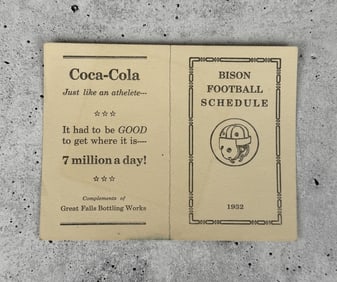 Coca-Cola
Just like an athelete--
It had to be GOOD
to get where it is—
7 million a day!
Complements of
Great Falls Bottling Works
BISON
FOOTBALL
SCHEDULE
1932